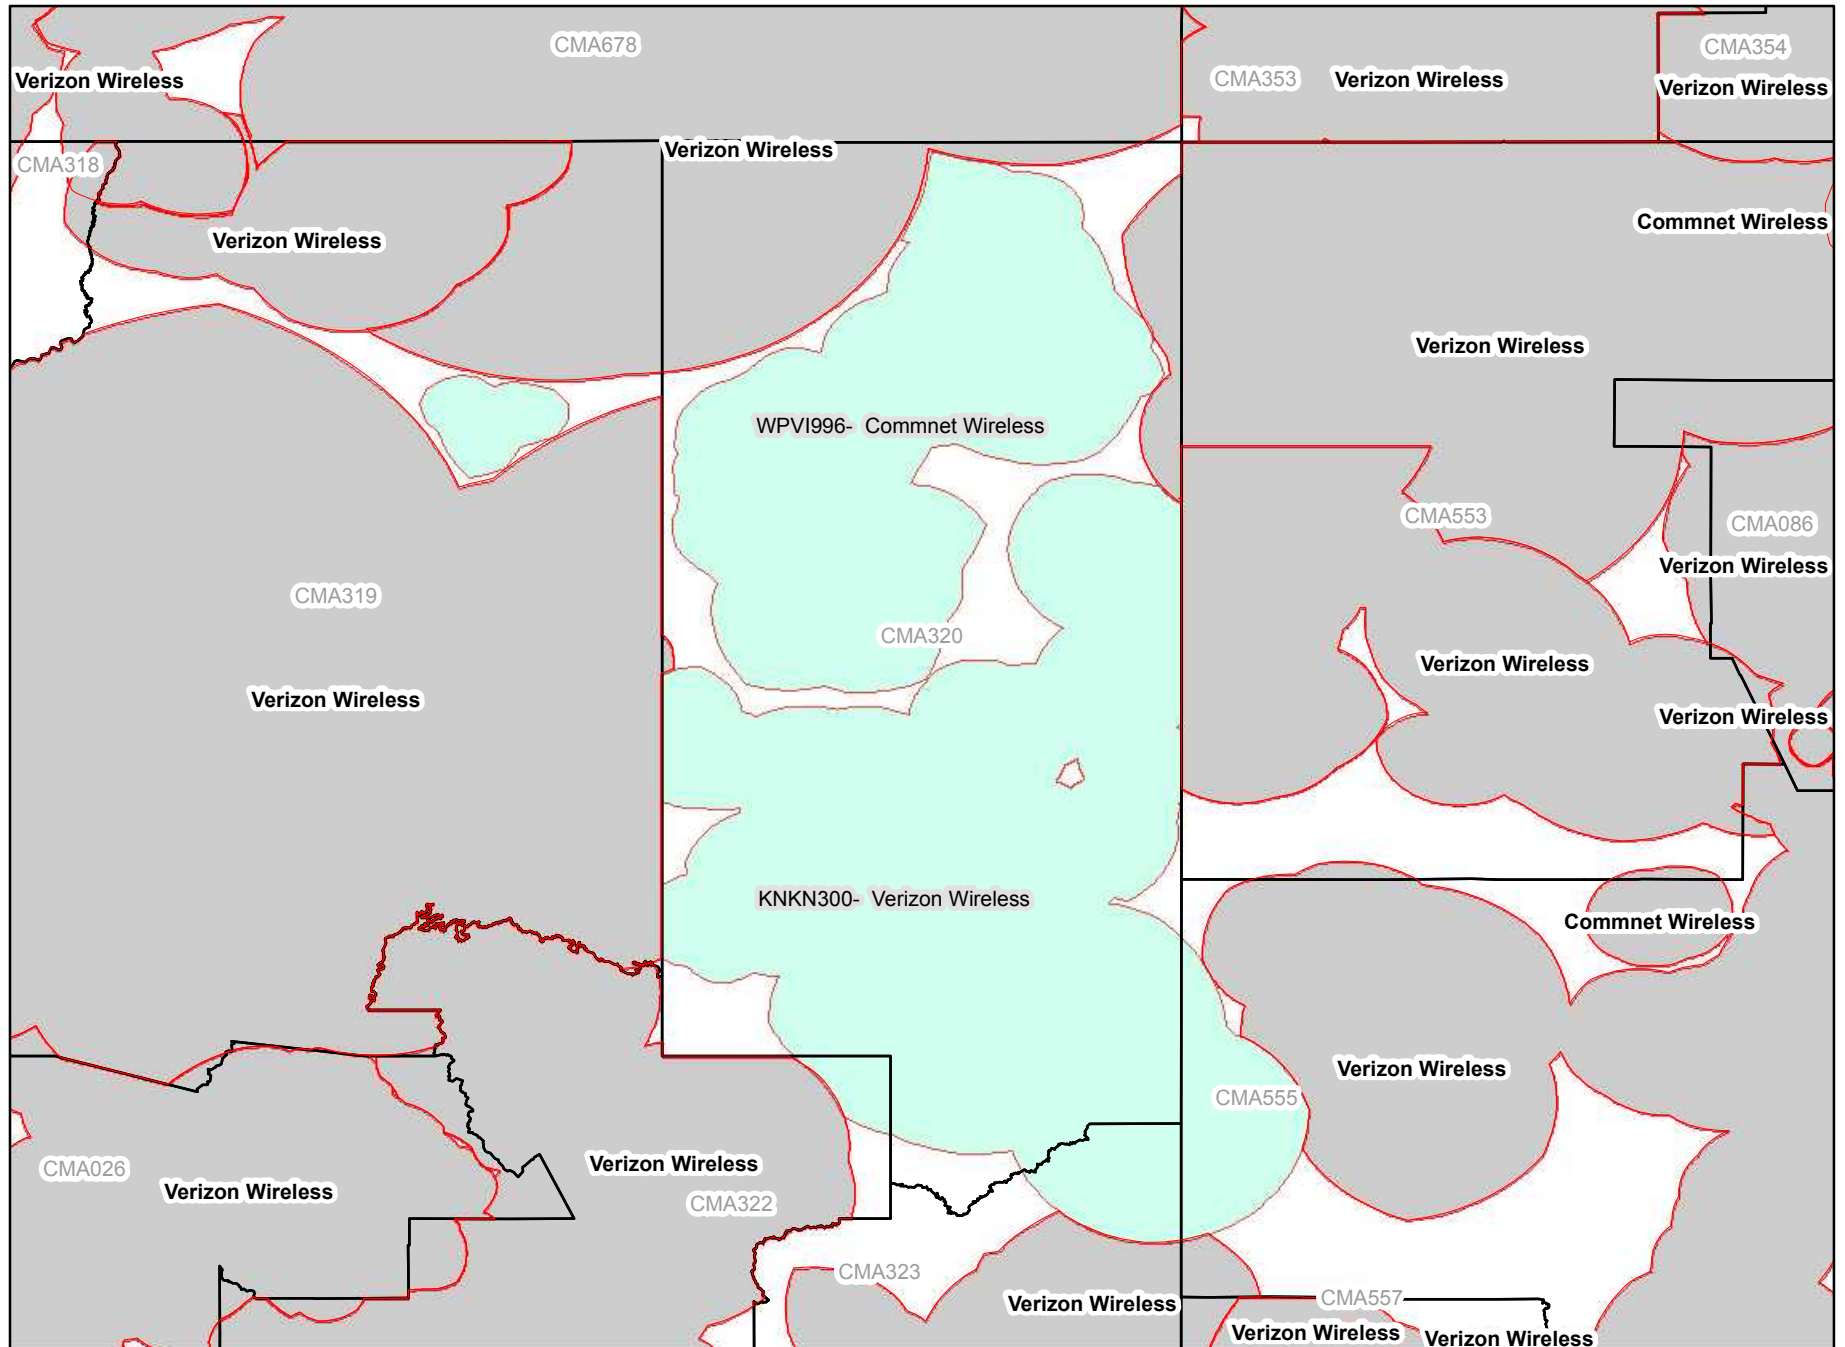 CMA678
CMA354
CMA353
Verizon Wireless
Verizon Wireless
Verizon Wireless
Verizon Wireless
CMA318
Commnet Wireless
Verizon Wireless
Verizon Wireless
WPVI996- Commnet Wireless
CMA553
CMA086
Verizon Wireless
CMA319
CMA320
Verizon Wireless
Verizon Wireless
Verizon Wireless
KNKN300- Verizon Wireless
Commnet Wireless
Verizon Wireless
CMA555
CMA026
Verizon Wireless
Verizon Wireless
CMA322
CMA323
CMA557
Verizon Wireless
Verizon Wireless
Verizon Wireless